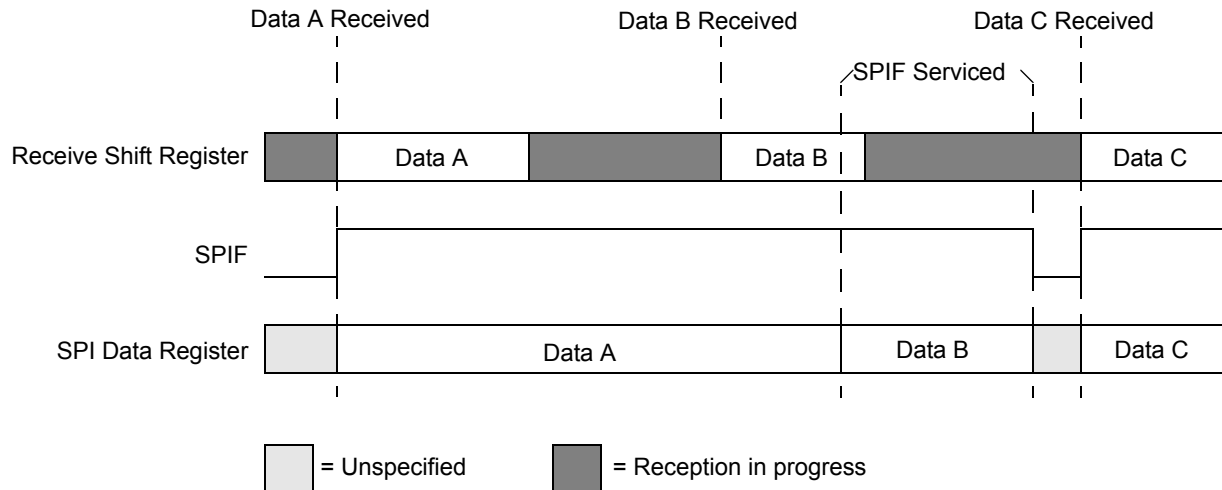 Data A Received
Data B Received
Data C Received
SPIF Serviced
Receive Shift Register
Data A
Data B
Data C
SPIF
SPI Data Register
Data A
Data B
Data C
= Unspecified
= Reception in progress